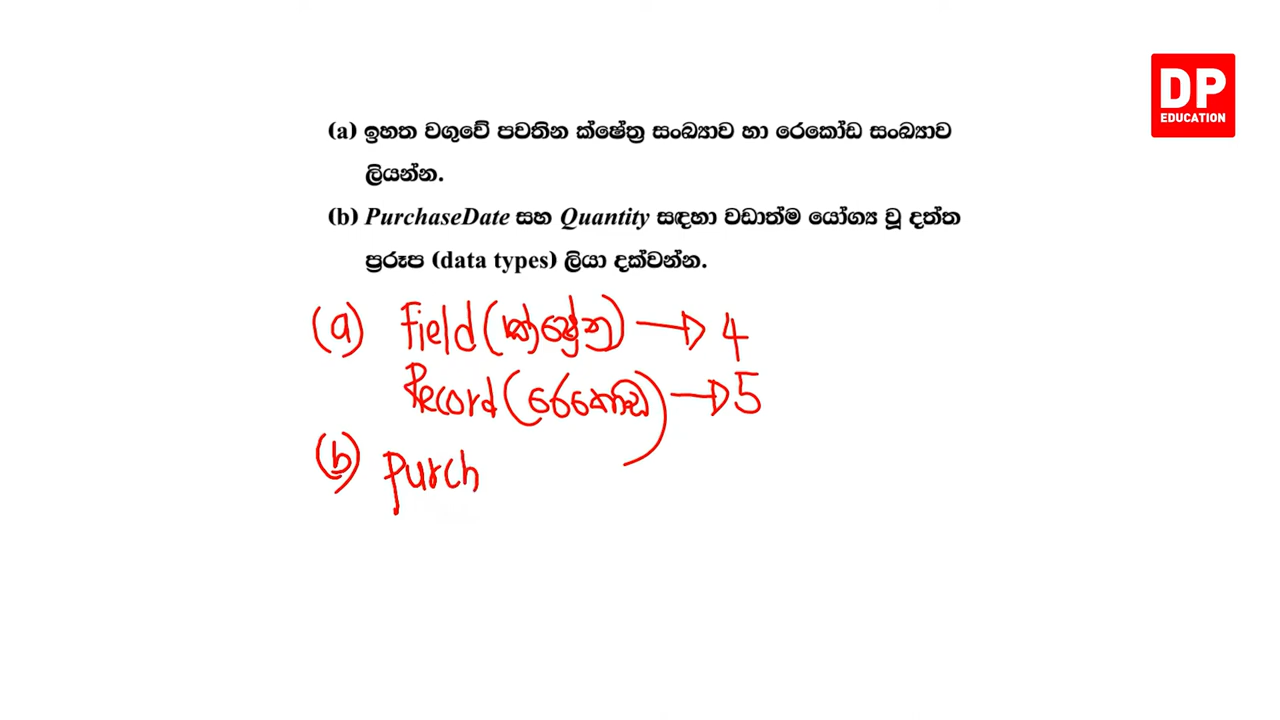 DP
EDUCATION
(a) ඉහත වගුවේ පවතින ක්ෂේත්‍ර සංඛ්‍යාව හා රෙකෝඩ සංඛ්‍යාව
ලියන්න.
(b) PurchaseDate සහ Quantity සඳහා වඩාත්ම යෝග්‍ය වූ දත්ත
ප්‍රරූප (data types) ලියා දක්වන්න.
(a) Field (ක්ෂේත්‍ර) → 4
Record (රෙකොඩ) → 5
(b) Purch